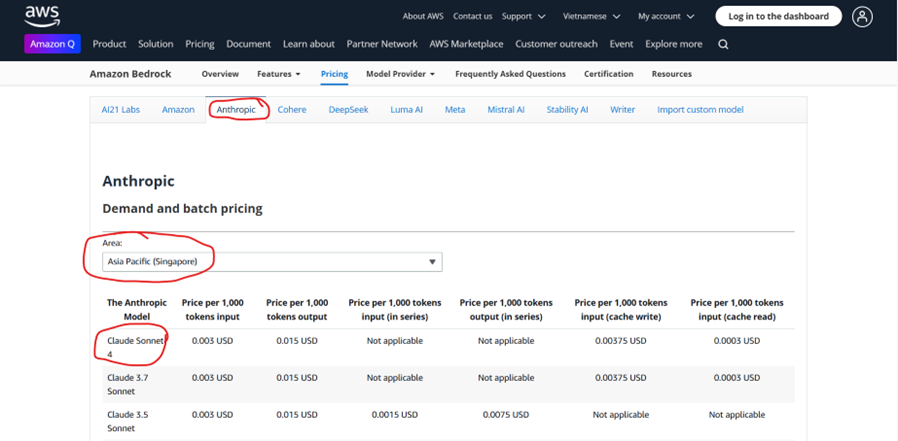 aws
About AWS Contact us Support Vietnamese My account Log in to the dashboard
Amazon Q Product Solution Pricing Document Learn about Partner Network AWS Marketplace Customer outreach Event Explore more
Amazon Bedrock Overview Features Pricing Model Provider Frequently Asked Questions Certification Resources
AI21 Labs Amazon Anthropic Cohere DeepSeek Luma AI Meta Mistral AI Stability AI Writer Import custom model
Anthropic
Demand and batch pricing
Area:
Asia Pacific (Singapore)
The Anthropic Price per 1,000 Price per 1,000 Price per 1,000 tokens Price per 1,000 tokens Price per 1,000 tokens Price per 1,000 tokens
Model tokens input tokens output input (in series) output (in series) input (cache write) input (cache read)
Claude Sonnet 0.003 USD 0.015 USD Not applicable Not applicable 0.00375 USD 0.0003 USD
4
Claude 3.7 0.003 USD 0.015 USD Not applicable Not applicable 0.00375 USD 0.0003 USD
Sonnet
Claude 3.5 0.003 USD 0.015 USD 0.0015 USD 0.0075 USD Not applicable Not applicable
Sonnet